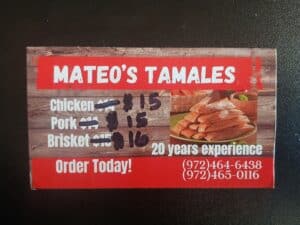 MATEO'S TAMALES
Chicken $15
Pork $15
Brisket $16
20 years experience
Order Today!
(972)464-6438
(972)465-0116